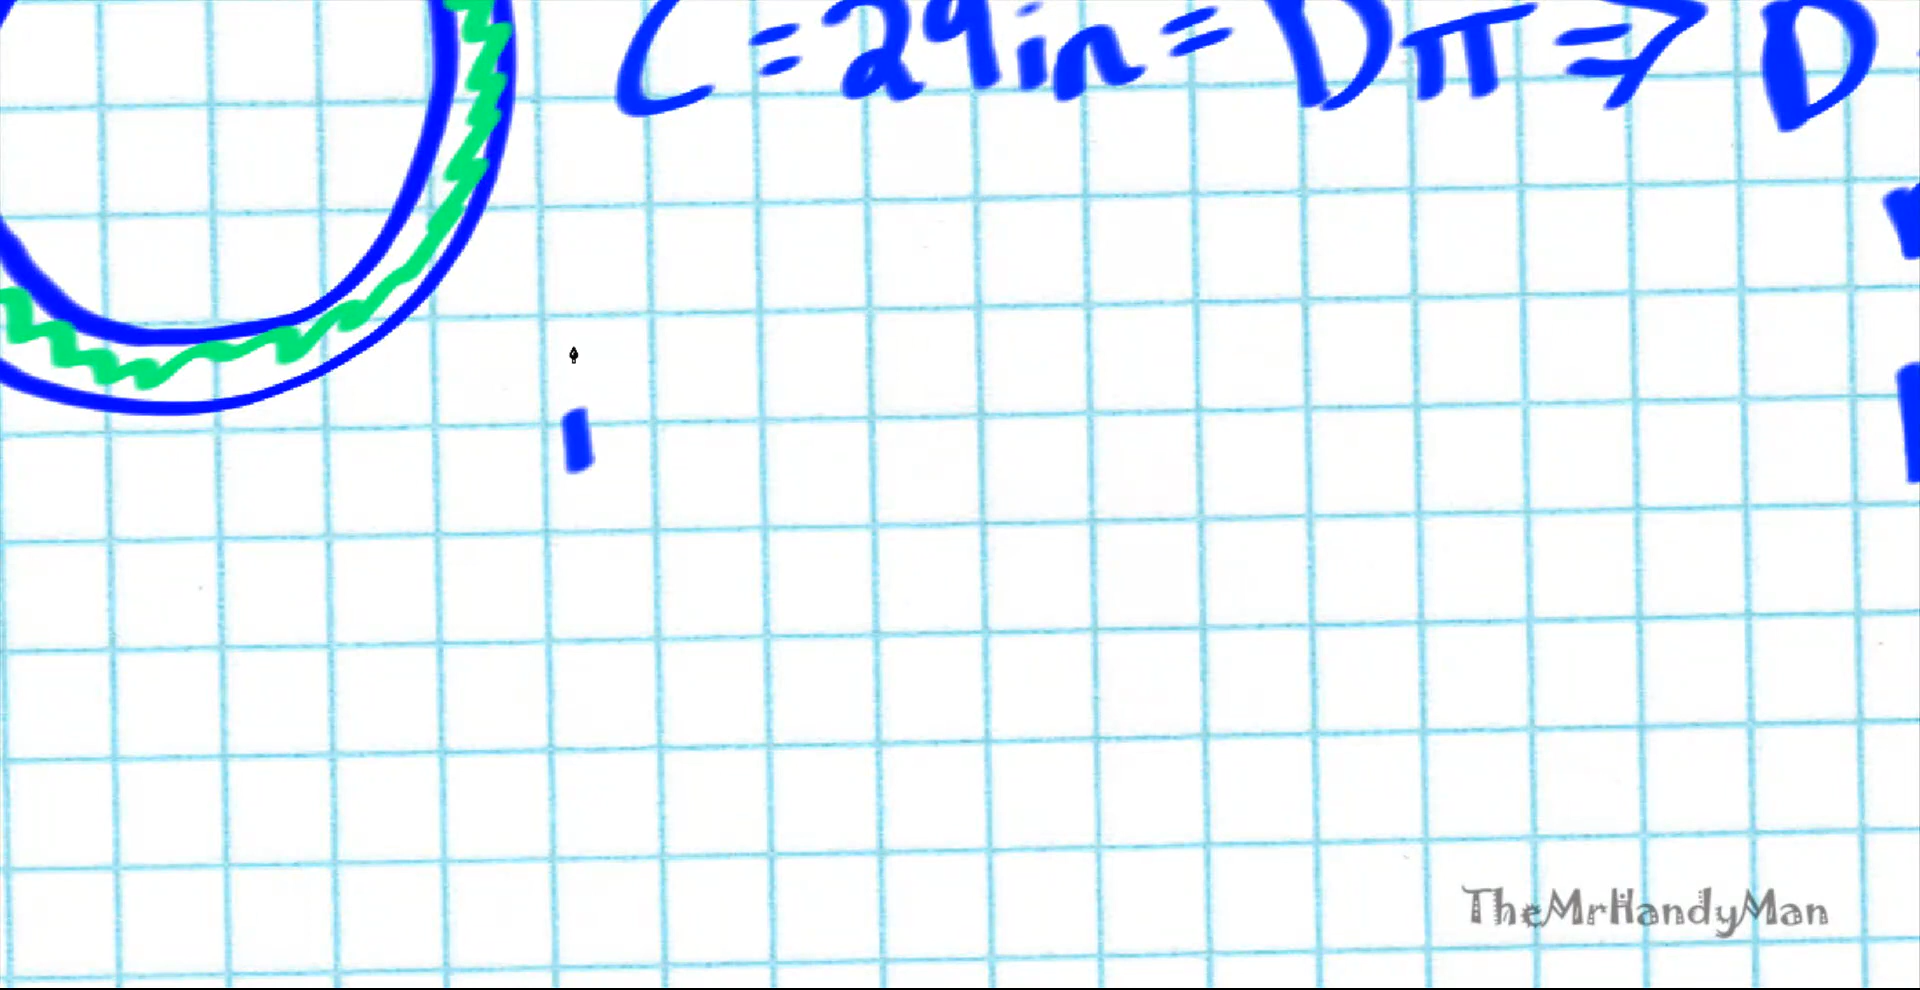 C = 29in = Dπ => D
TheMrHandyMan